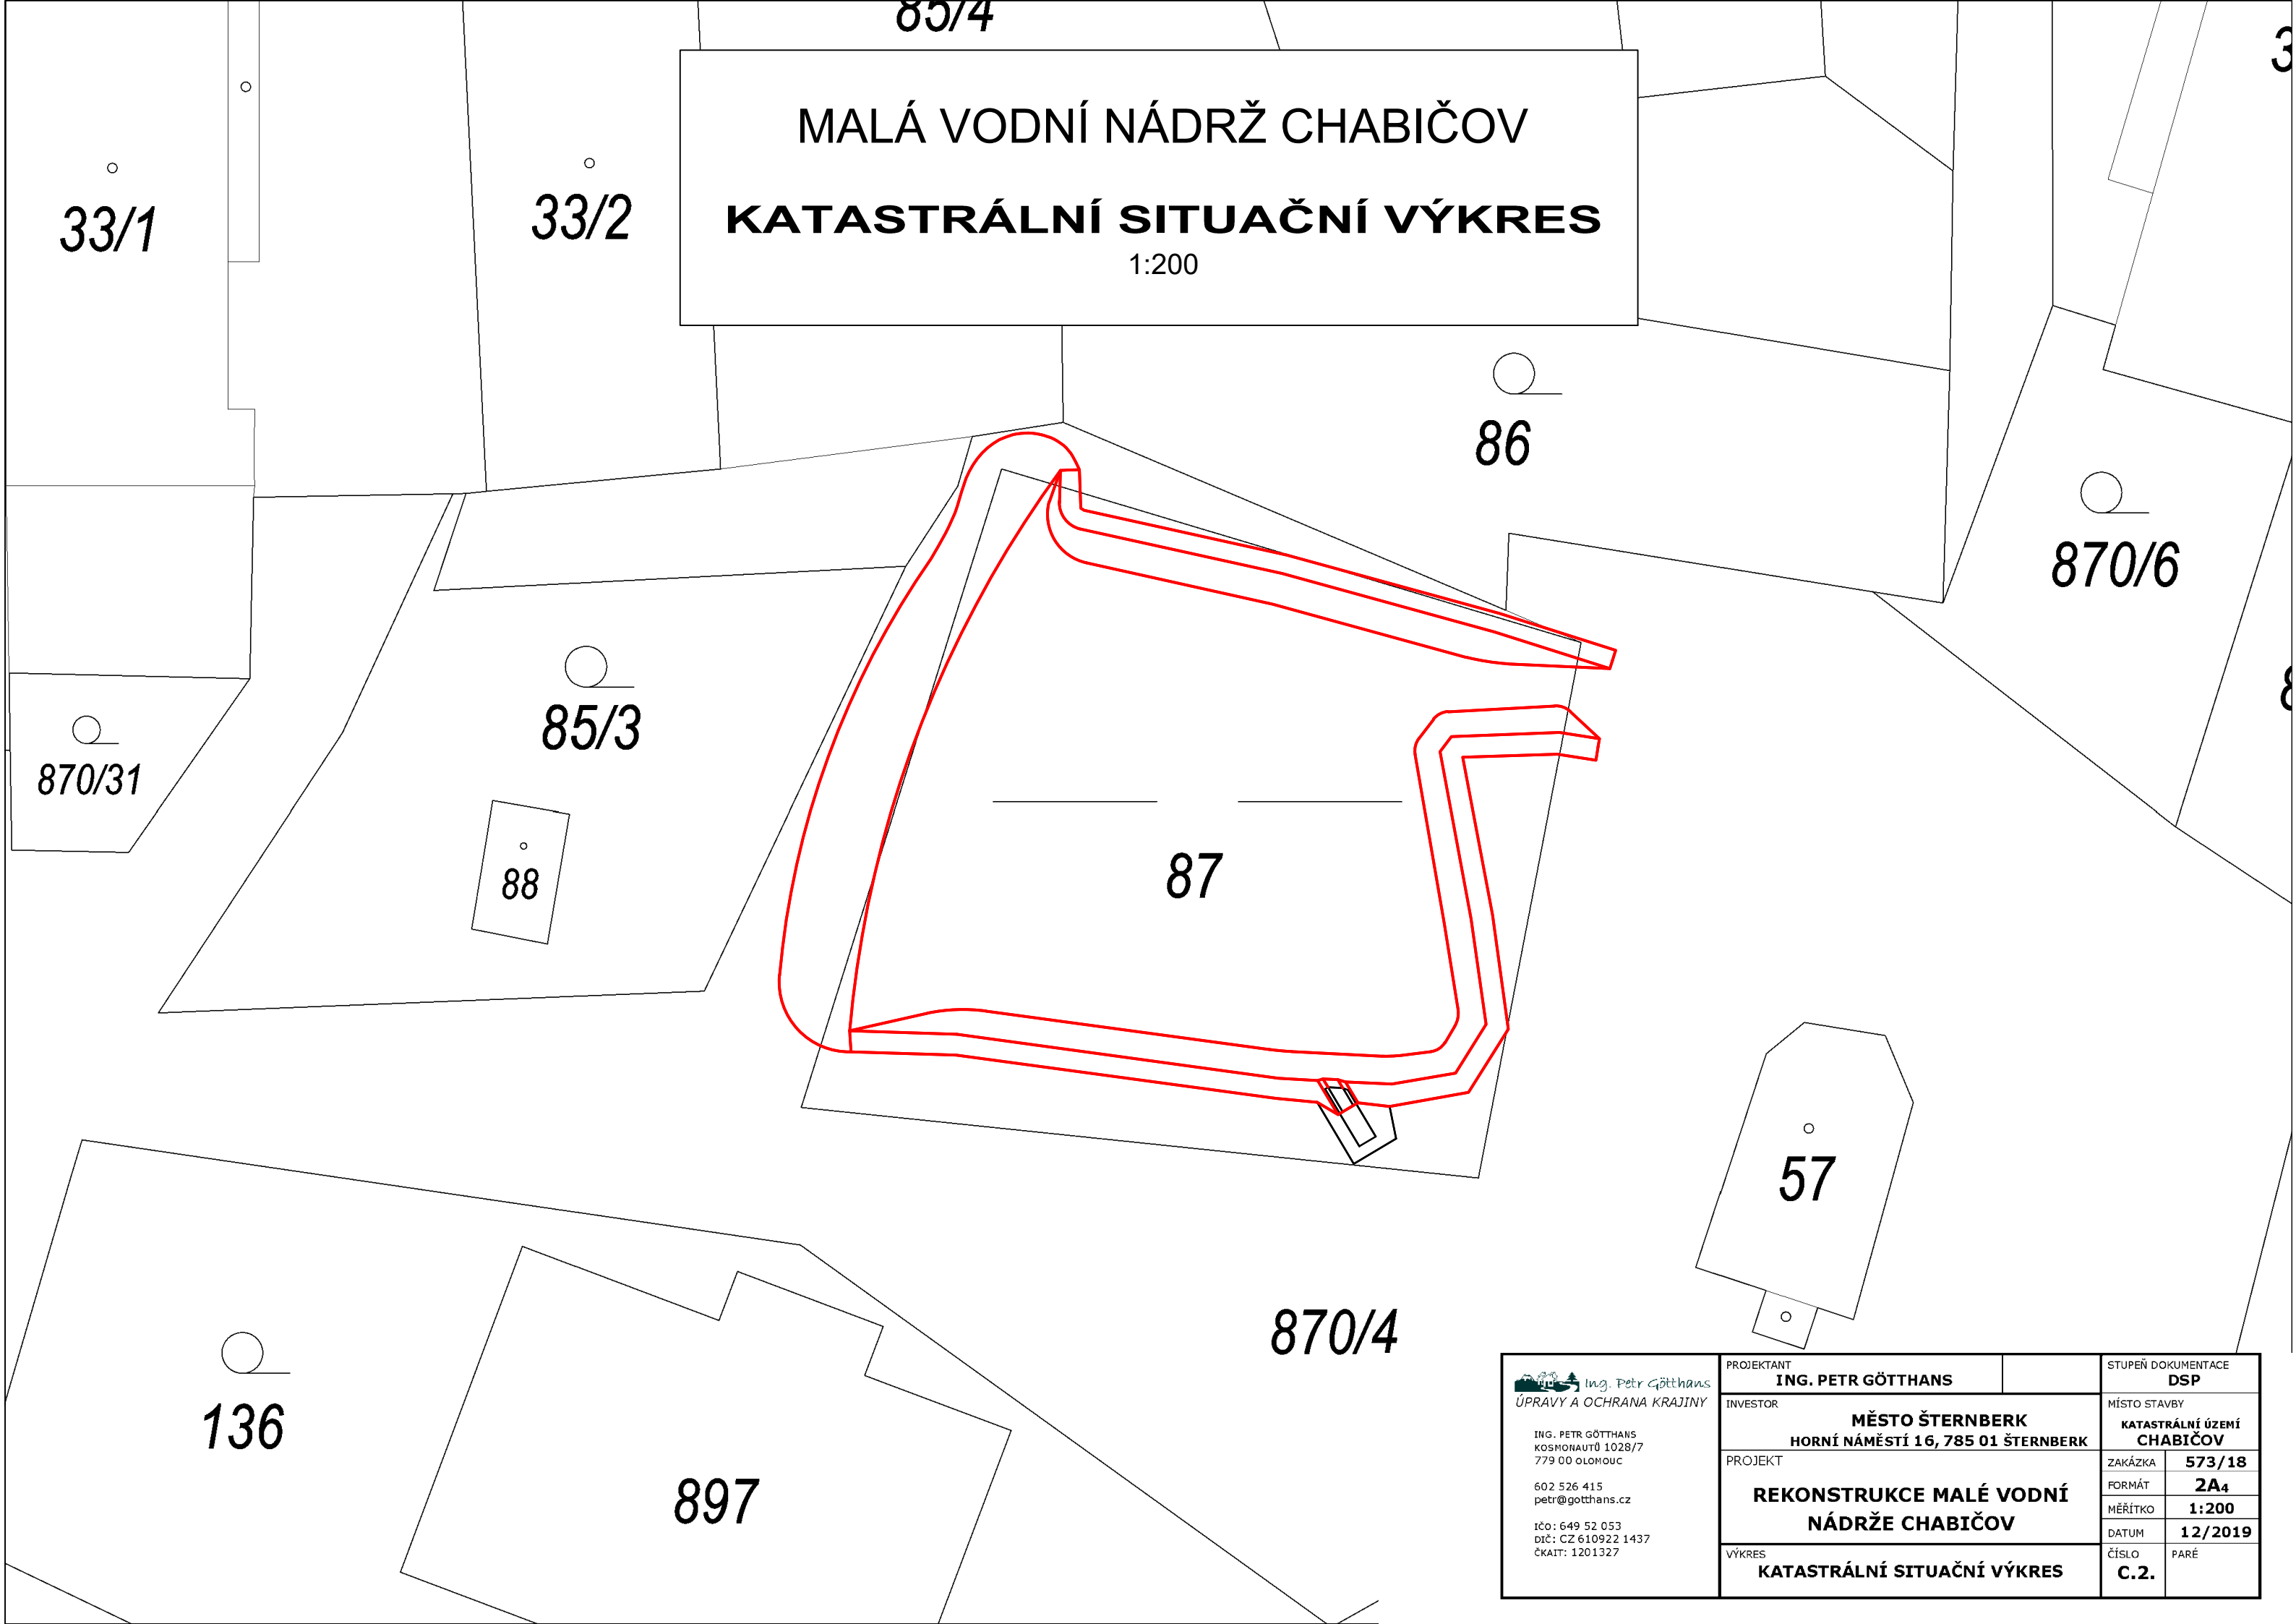 85/4
MALÁ VODNÍ NÁDRŽ CHABIČOV
KATASTRÁLNÍ SITUAČNÍ VÝKRES
1:200
33/1
33/2
86
870/6
85/3
870/31
88
87
57
870/4
136
897
Ing. Petr Götthans
ÚPRAVY A OCHRANA KRAJINY
ING. PETR GÖTTHANS
KOSMONAUTŮ 1028/7
779 00 OLOMOUC
602 526 415
petr@gotthans.cz
IČO: 649 52 053
DIČ: CZ 610922 1437
ČKAIT: 1201327
PROJEKTANT
ING. PETR GÖTTHANS
INVESTOR
MĚSTO ŠTERNBERK
HORNÍ NÁMĚSTÍ 16, 785 01 ŠTERNBERK
PROJEKT
REKONSTRUKCE MALÉ VODNÍ
NÁDRŽE CHABIČOV
VÝKRES
KATASTRÁLNÍ SITUAČNÍ VÝKRES
STUPEŇ DOKUMENTACE
DSP
MÍSTO STAVBY
KATASTRÁLNÍ ÚZEMÍ
CHABIČOV
ZAKÁZKA 573/18
FORMÁT 2A4
MĚŘÍTKO 1:200
DATUM 12/2019
ČÍSLO PARÉ
C.2.